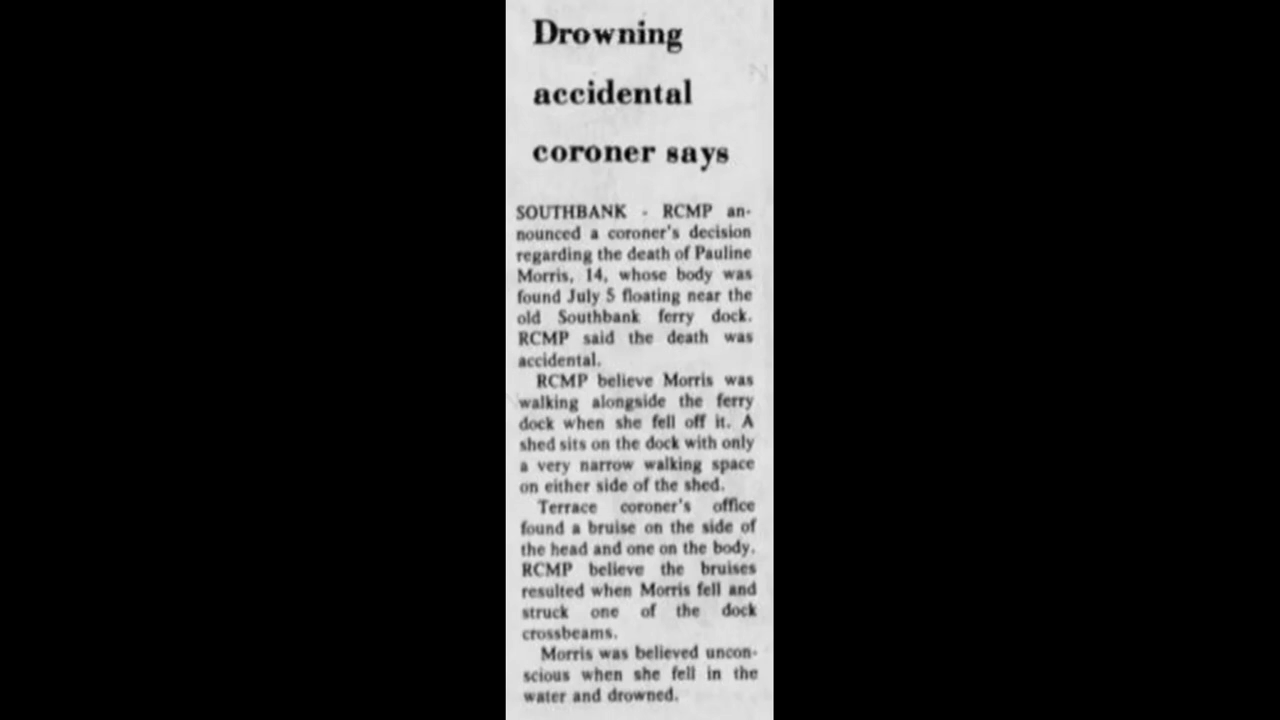 Drowning
accidental
coroner says
SOUTHBANK - RCMP an-
nounced a coroner's decision
regarding the death of Pauline
Morris, 14, whose body was
found July 5 floating near the
old Southbank ferry dock.
RCMP said the death was
accidental.
RCMP believe Morris was
walking alongside the ferry
dock when she fell off it. A
shed sits on the dock with only
a very narrow walking space
on either side of the shed.
Terrace coroner's office
found a bruise on the side of
the head and one on the body.
RCMP believe the bruises
resulted when Morris fell and
struck one of the dock
crossbeams.
Morris was believed uncon-
scious when she fell in the
water and drowned.